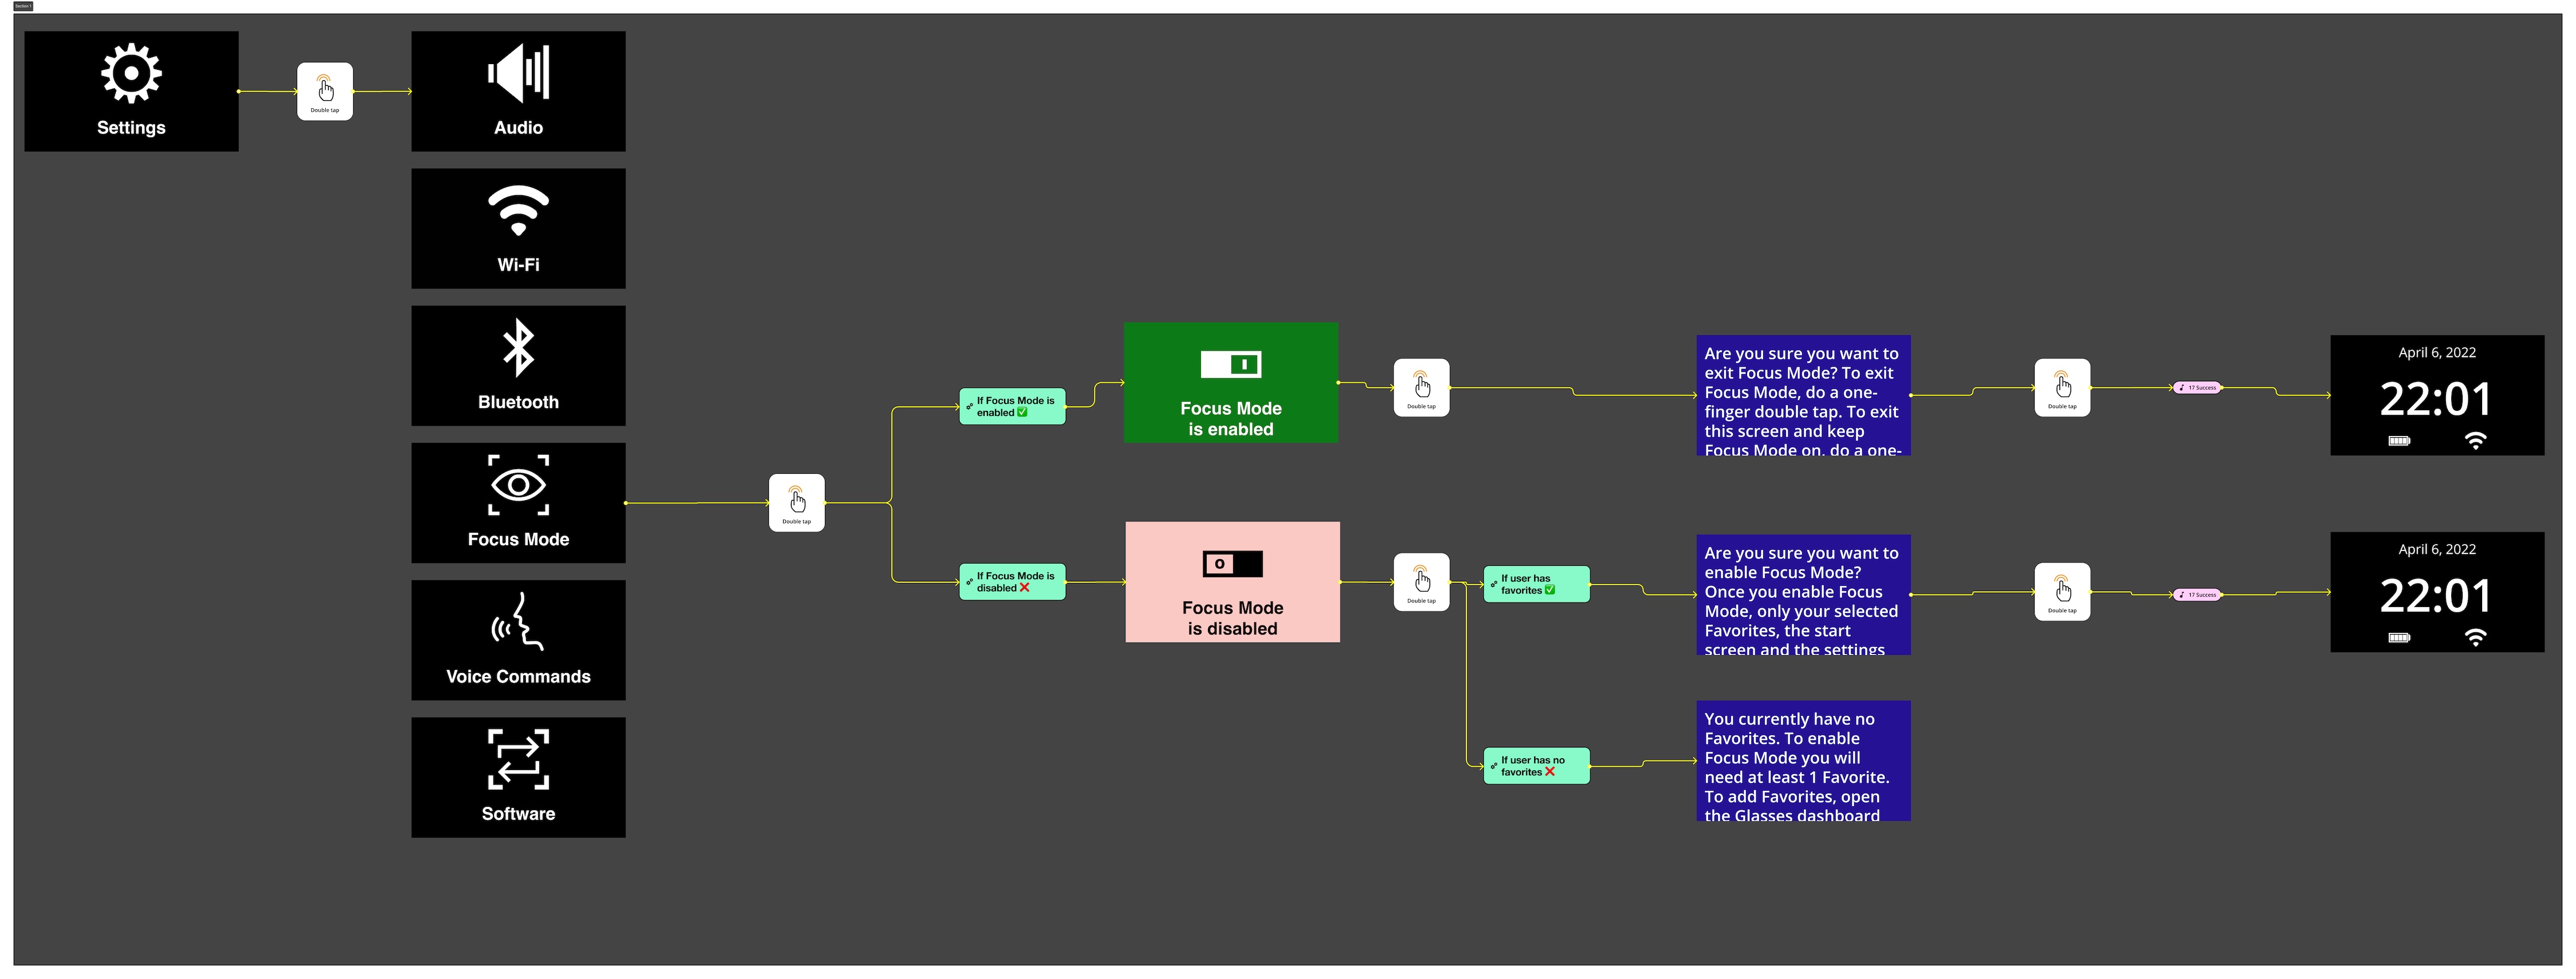 Section 1
Settings
Double tap
Audio
Wi-Fi
Bluetooth
Focus Mode
Voice Commands
Software
Double tap
If Focus Mode is
enabled ✅
Focus Mode
is enabled
Double tap
Are you sure you want to
exit Focus Mode? To exit
Focus Mode, do a one-
finger double tap. To exit
this screen and keep
Focus Mode on, do a one-
Double tap
17 Success
April 6, 2022
22:01
If Focus Mode is
disabled ❌
Focus Mode
is disabled
Double tap
If user has
favorites ✅
Are you sure you want to
enable Focus Mode?
Once you enable Focus
Mode, only your selected
Favorites, the start
screen and the settings
Double tap
17 Success
April 6, 2022
22:01
If user has no
favorites ❌
You currently have no
Favorites. To enable
Focus Mode you will
need at least 1 Favorite.
To add Favorites, open
the Glasses dashboard